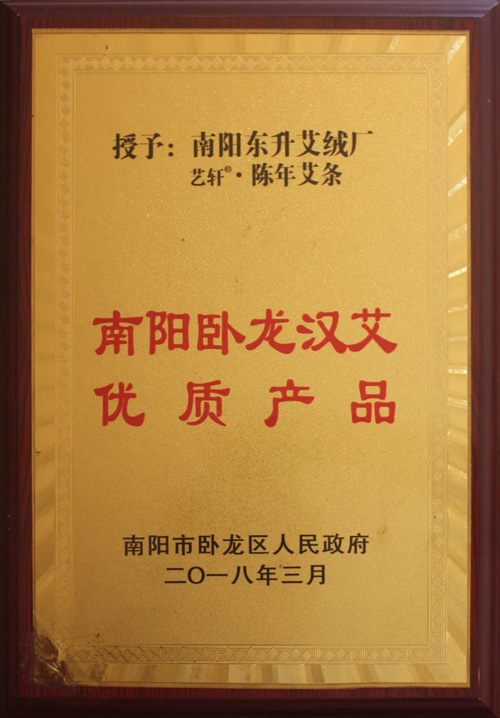 授予：南阳东升艾绒厂
艺轩®·陈年艾条
南阳卧龙汉艾
优质产品
南阳市卧龙区人民政府
二〇一八年三月